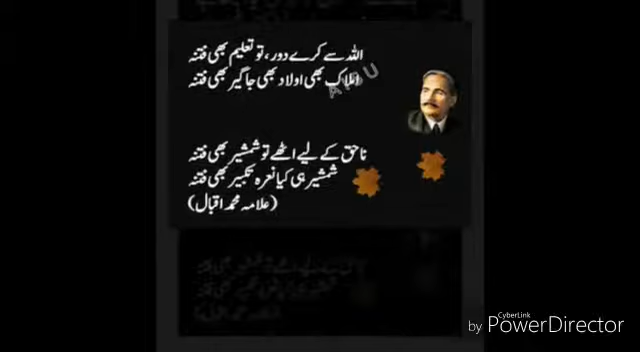 اللہ سے کرے دور، تو تعلیم بھی فتنہ
املاک بھی اولاد بھی جاگیر بھی فتنہ
ناحق کے لیے اٹھے تو شمشیر بھی فتنہ
شمشیر ہی کیا نعرہ تکبیر بھی فتنہ
(علامہ محمد اقبال)
by CyberLink PowerDirector